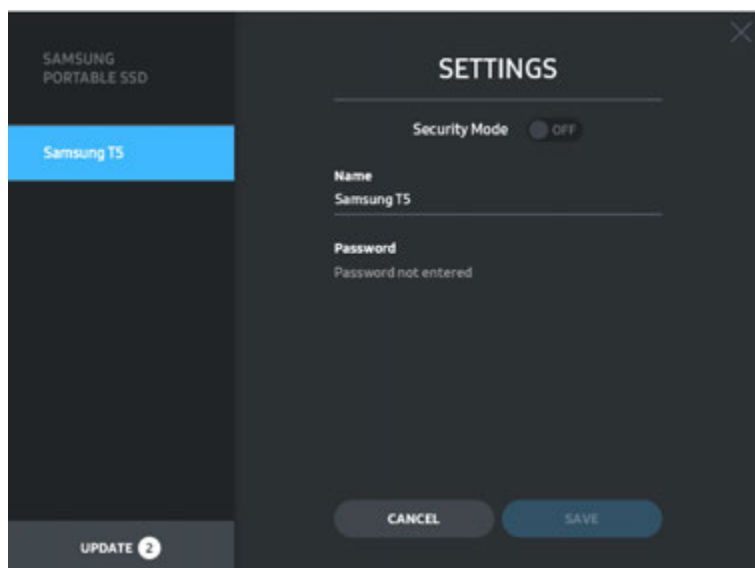 SAMSUNG
PORTABLE SSD
Samsung T5
UPDATE 2
SETTINGS
Security Mode OFF
Name
Samsung T5
Password
Password not entered
CANCEL SAVE